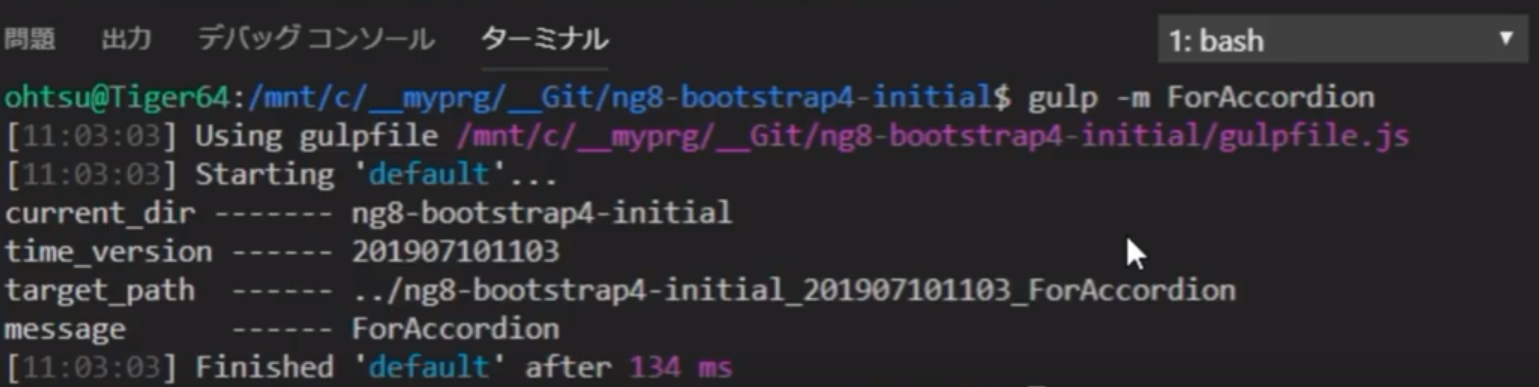 問題 出力 デバッグ コンソール ターミナル 1: bash
ohtsu@Tiger64:/mnt/c/__myprg/__Git/ng8-bootstrap4-initial$ gulp -m ForAccordion
[11:03:03] Using gulpfile /mnt/c/__myprg/__Git/ng8-bootstrap4-initial/gulpfile.js
[11:03:03] Starting 'default'...
current_dir ------- ng8-bootstrap4-initial
time_version ------ 201907101103
target_path  ------ ../ng8-bootstrap4-initial_201907101103_ForAccordion
message      ------ ForAccordion
[11:03:03] Finished 'default' after 134 ms